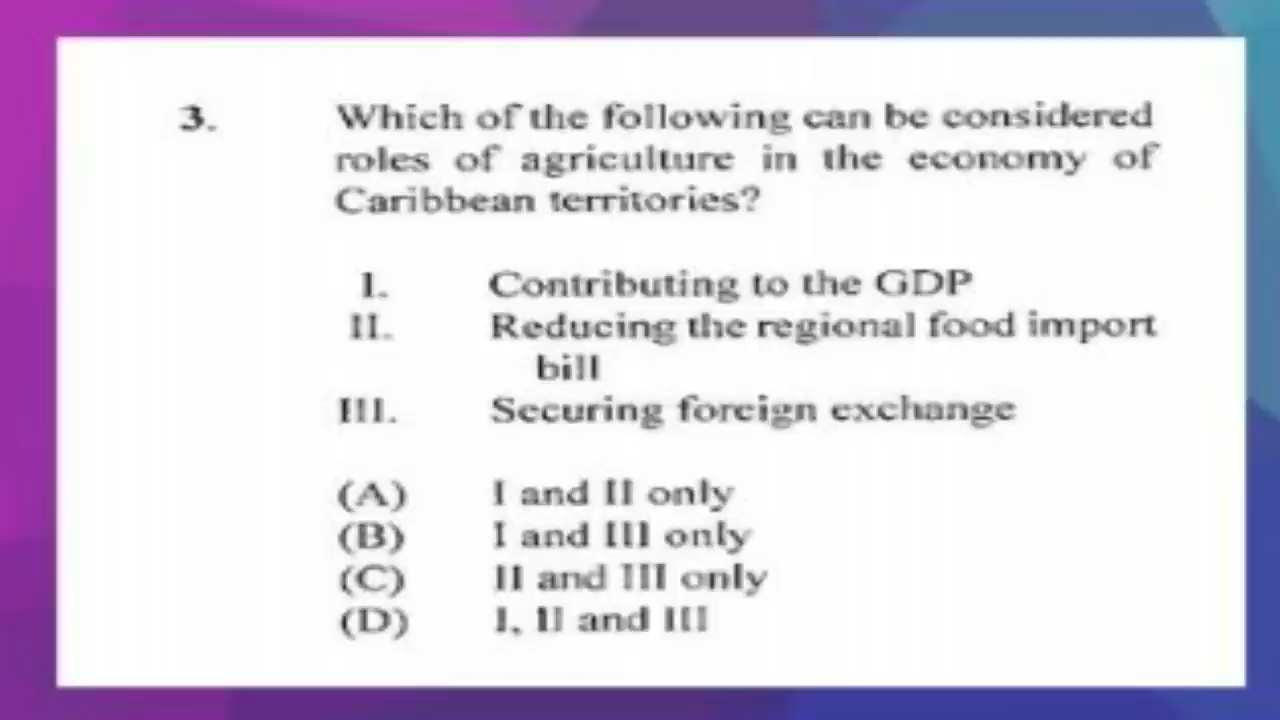 3. Which of the following can be considered
roles of agriculture in the economy of
Caribbean territories?
I. Contributing to the GDP
II. Reducing the regional food import
bill
III. Securing foreign exchange
(A) I and II only
(B) I and III only
(C) II and III only
(D) I, II and III